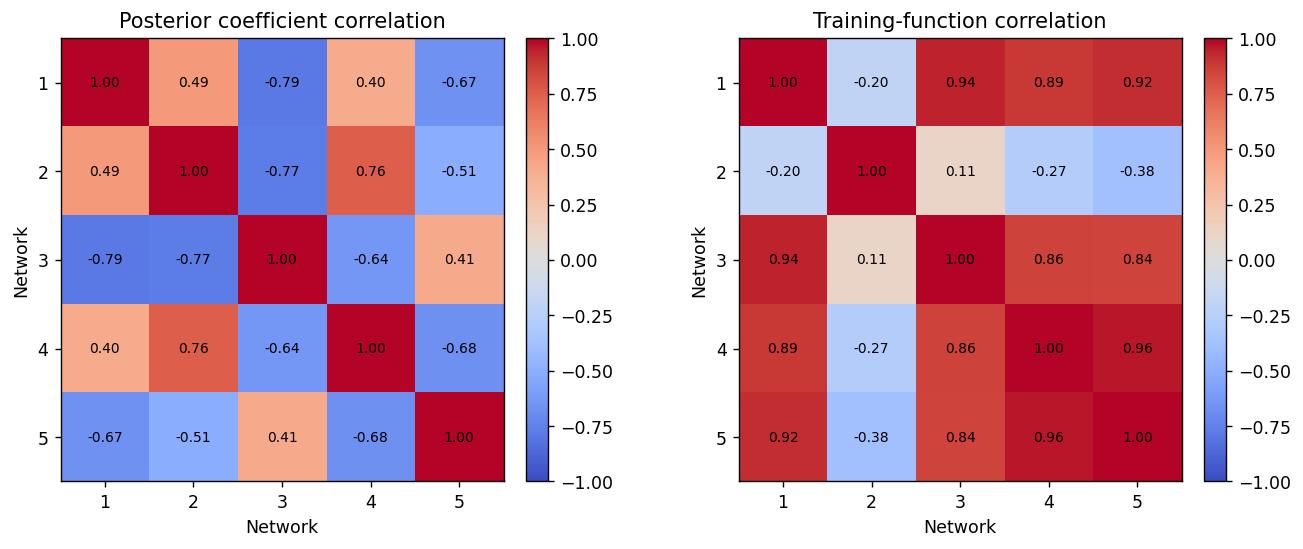 Posterior coefficient correlation
1 1.00 0.49 -0.79 0.40 -0.67
2 0.49 1.00 -0.77 0.76 -0.51
3 -0.79 -0.77 1.00 -0.64 0.41
4 0.40 0.76 -0.64 1.00 -0.68
5 -0.67 -0.51 0.41 -0.68 1.00
1 2 3 4 5
Network
Network
1.00
0.75
0.50
0.25
0.00
−0.25
−0.50
−0.75
−1.00
Training-function correlation
1 1.00 -0.20 0.94 0.89 0.92
2 -0.20 1.00 0.11 -0.27 -0.38
3 0.94 0.11 1.00 0.86 0.84
4 0.89 -0.27 0.86 1.00 0.96
5 0.92 -0.38 0.84 0.96 1.00
1 2 3 4 5
Network
Network
1.00
0.75
0.50
0.25
0.00
−0.25
−0.50
−0.75
−1.00